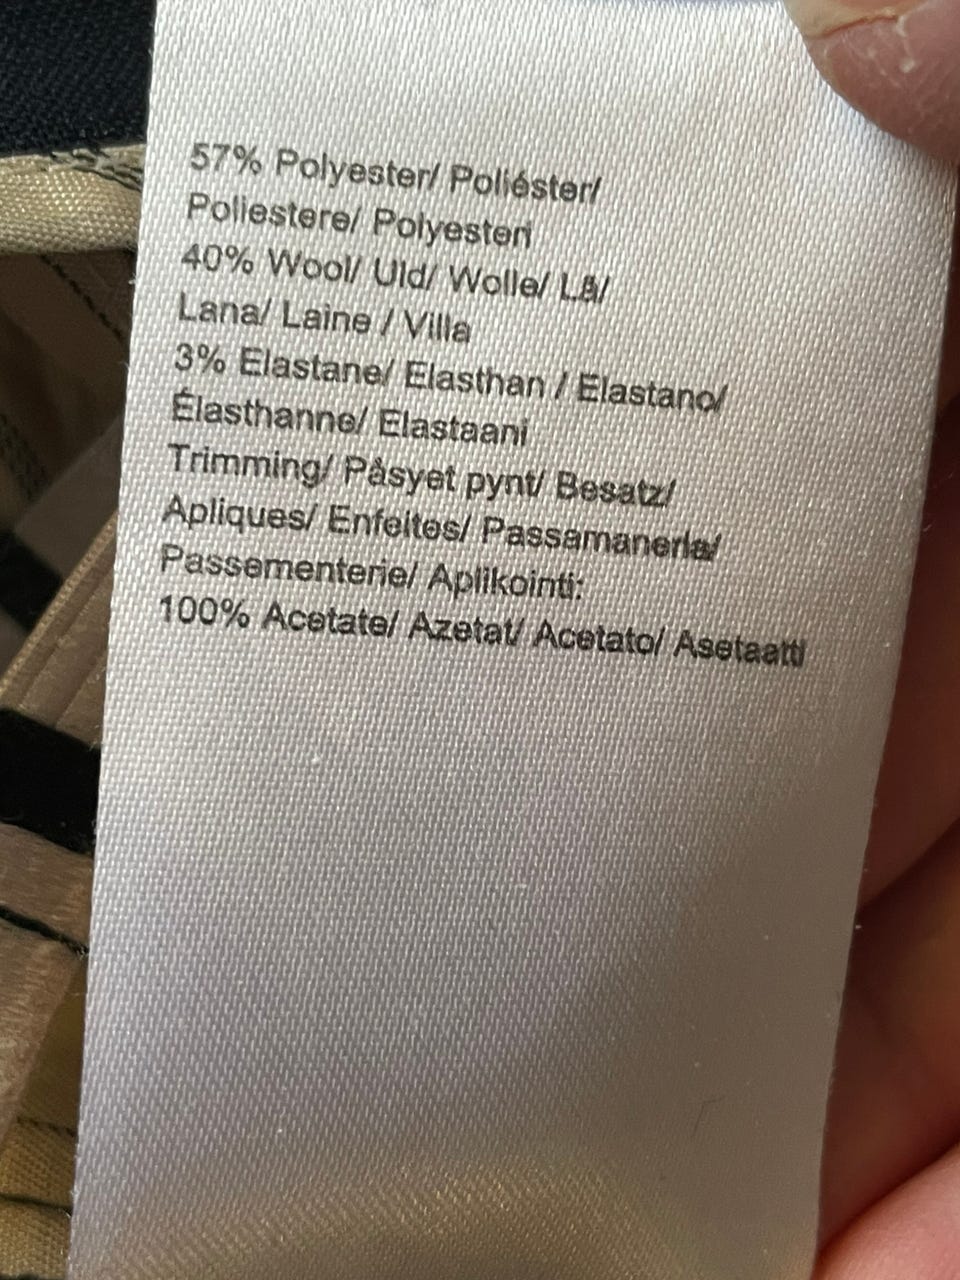 57% Polyester/ Poliéster/
Poliestere/ Polyesteri
40% Wool/ Uld/ Wolle/ Lã/
Lana/ Laine / Villa
3% Elastane/ Elasthan / Elastano/
Élasthanne/ Elastaani
Trimming/ Påsyet pynt/ Besatz/
Apliques/ Enfeites/ Passamaneria/
Passementerie/ Aplikointi:
100% Acetate/ Azetat/ Acetato/ Asetaatti